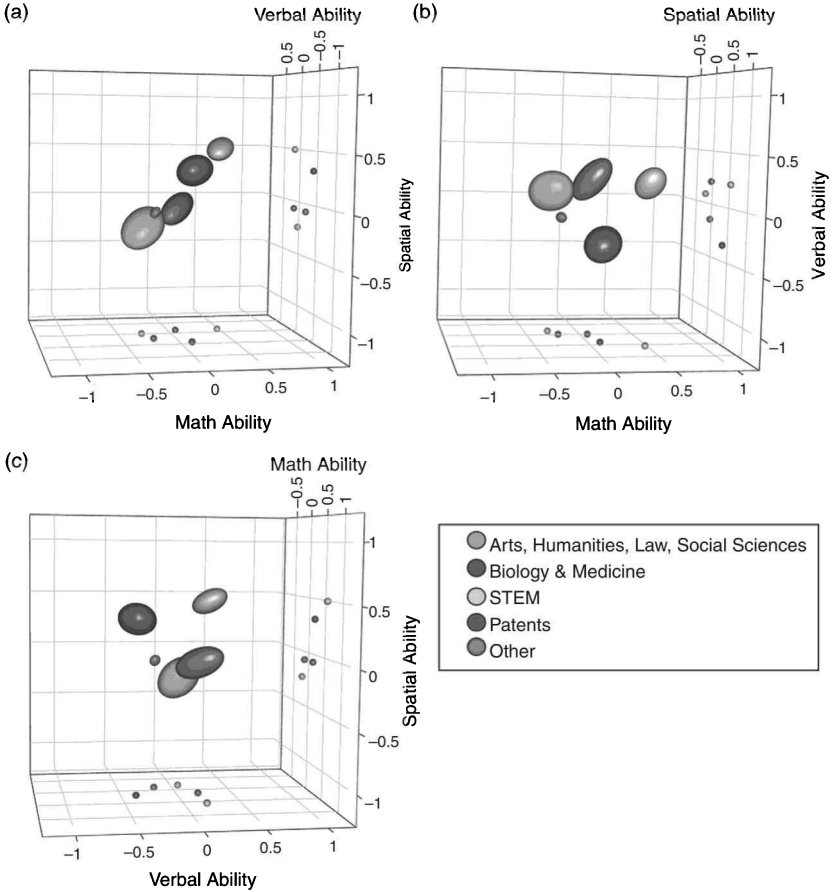 (a)
Verbal Ability
0.5
0
−0.5
−1
1
0.5
0
−0.5
−1
Spatial Ability
−1
−0.5
0
0.5
1
Math Ability
(b)
Spatial Ability
−0.5
0
0.5
1
1
0.5
0
−0.5
−1
Verbal Ability
−1
−0.5
0
0.5
1
Math Ability
(c)
Math Ability
−0.5
0
0.5
1
1
0.5
0
−0.5
−1
Spatial Ability
−1
−0.5
0
0.5
1
Verbal Ability
Arts, Humanities, Law, Social Sciences
Biology & Medicine
STEM
Patents
Other